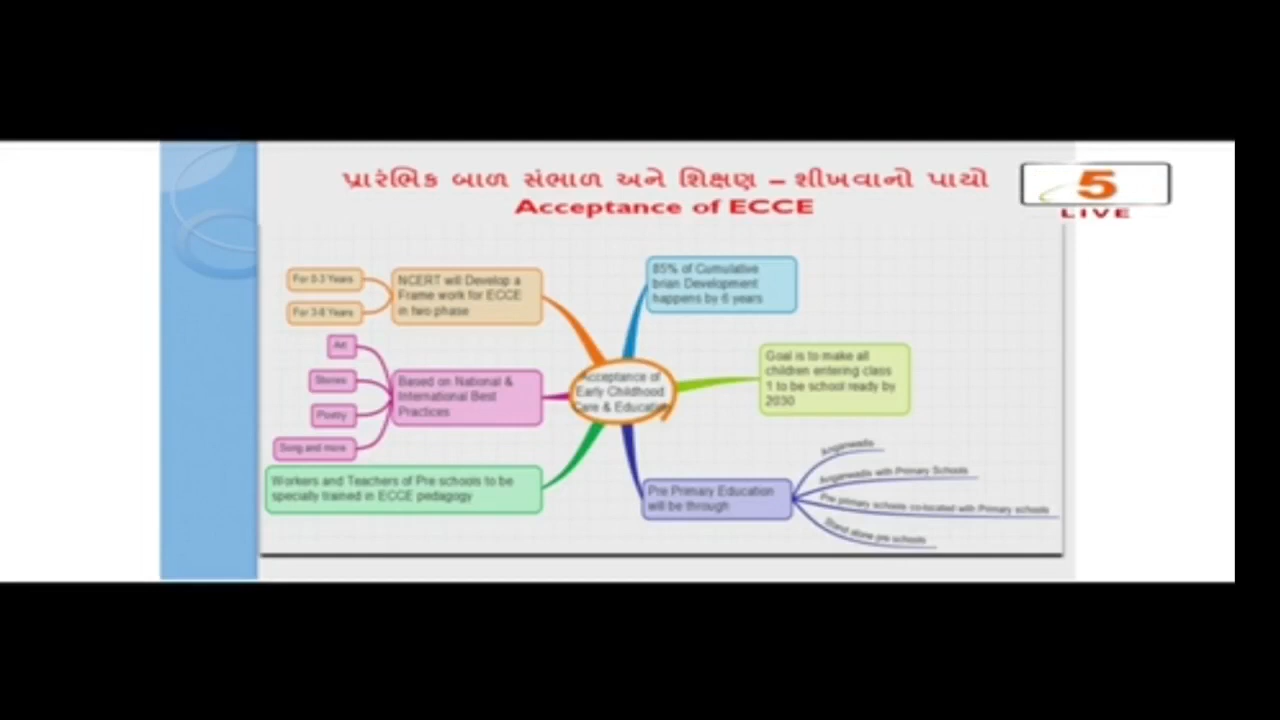 પ્રારંભિક બાળ સંભાળ અને શિક્ષણ – શીખવાનો પાયો
Acceptance of ECCE
5
LIVE
For 0-3 Years
For 3-8 Years
NCERT will Develop a
Frame work for ECCE
in two phase
Art
Stories
Poetry
Song and more
Based on National &
International Best
Practices
Workers and Teachers of Pre schools to be
specially trained in ECCE pedagogy
Acceptance of
Early Childhood
Care & Education
85% of Cumulative
brian Development
happens by 6 years
Goal is to make all
children entering class
1 to be school ready by
2030
Pre Primary Education
will be through
Anganwadis
Anganwadis with Primary Schools
Pre primary schools co-located with Primary schools
Stand alone pre schools